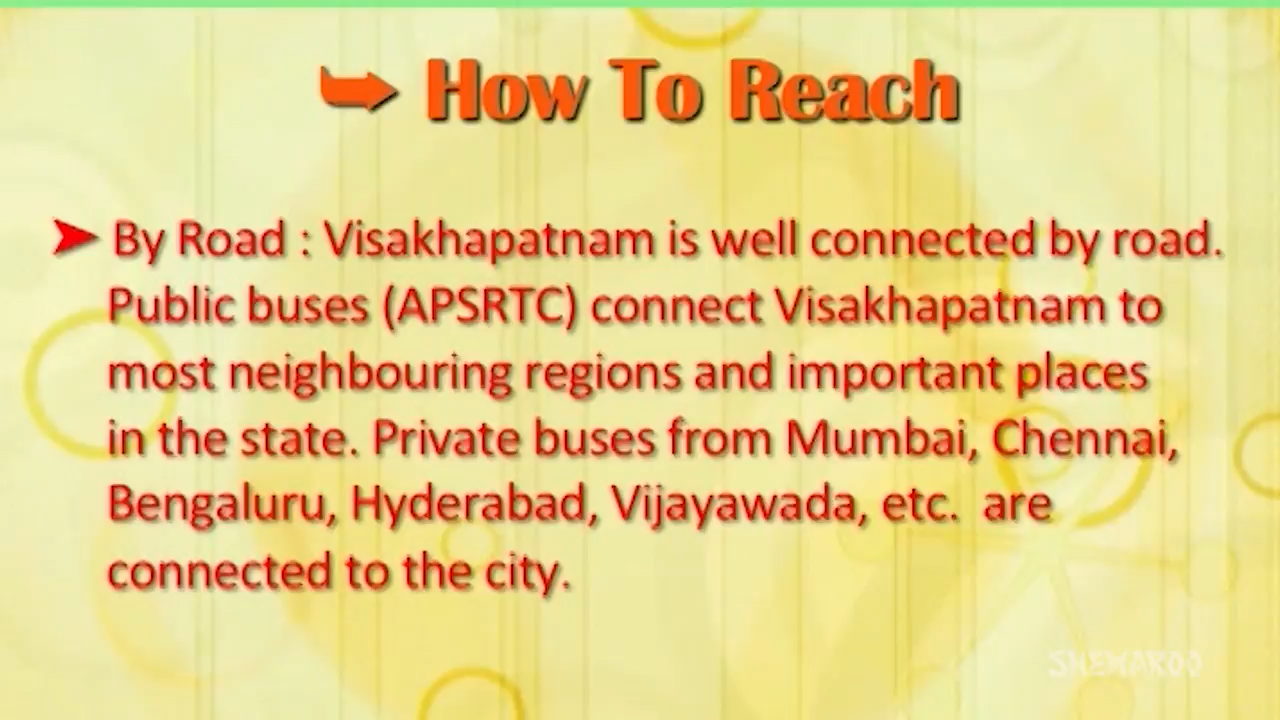 How To Reach
By Road : Visakhapatnam is well connected by road.
Public buses (APSRTC) connect Visakhapatnam to
most neighbouring regions and important places
in the state. Private buses from Mumbai, Chennai,
Bengaluru, Hyderabad, Vijayawada, etc. are
connected to the city.
SHEMAROO